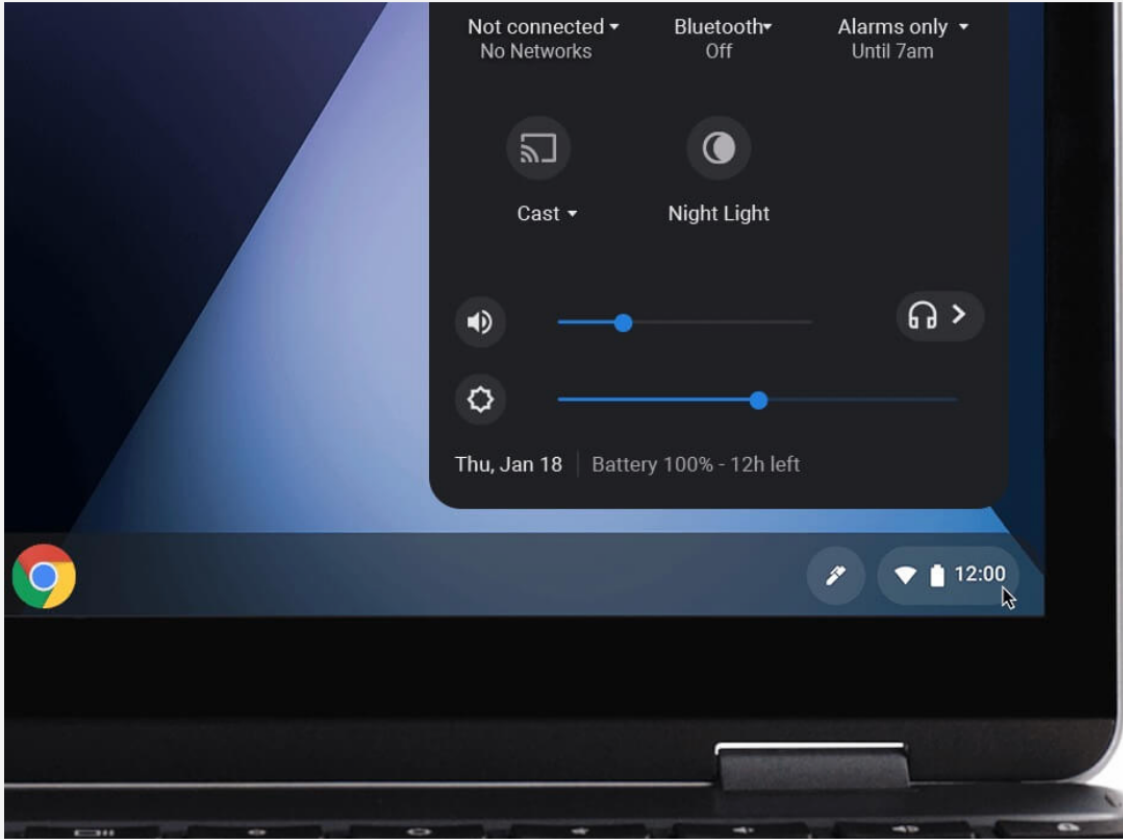 Not connected Bluetooth Alarms only
No Networks Off Until 7am
Cast Night Light
Thu, Jan 18 Battery 100% - 12h left
12:00